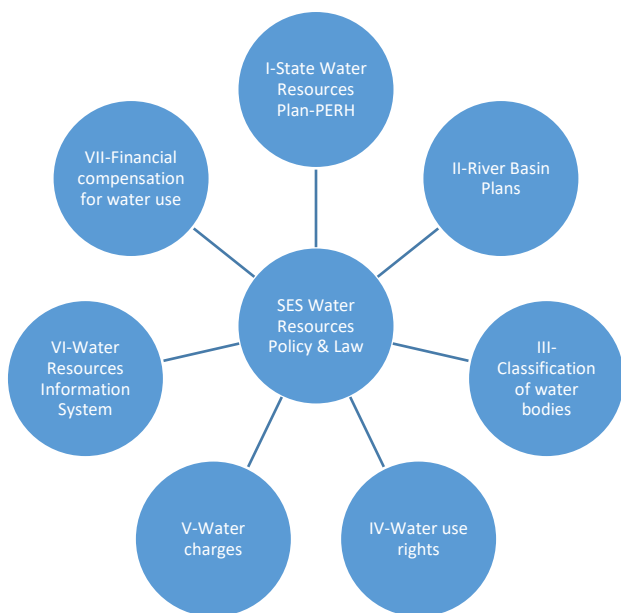 I-State Water
Resources
Plan-PERH
II-River Basin
Plans
III-
Classification
of water
bodies
IV-Water use
rights
V-Water
charges
VI-Water
Resources
Information
System
VII-Financial
compensation
for water use
SES Water
Resources
Policy & Law